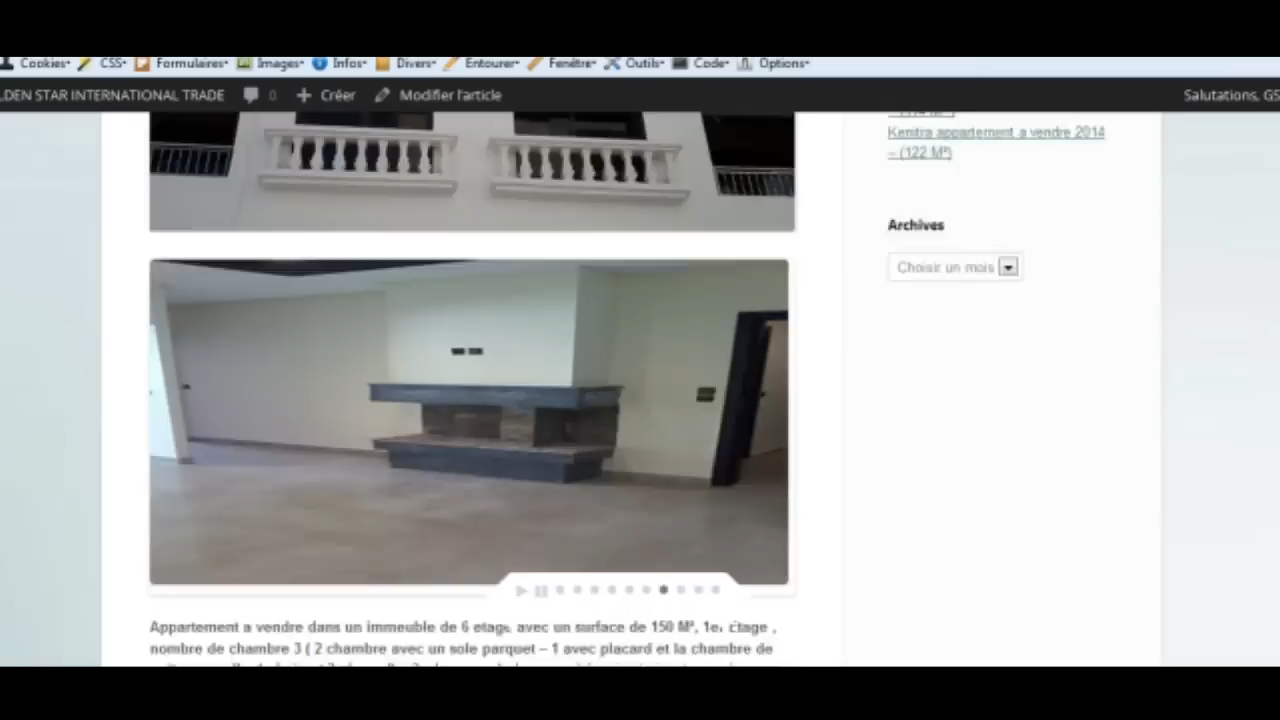 Cookies CSS Formulaires Images Infos Divers Entourer Fenêtre Outils Code Options
LDEN STAR INTERNATIONAL TRADE 0 Créer Modifier l'article Salutations, GS
Kenitra appartement a vendre 2014
– (122 M²)
Archives
Choisir un mois
Appartement a vendre dans un immeuble de 6 etage avec un surface de 150 M², 1er étage ,
nombre de chambre 3 ( 2 chambre avec un sole parquet – 1 avec placard et la chambre de